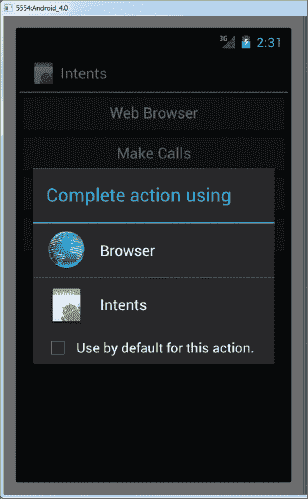 5554:Android_4.0
3G 2:31
Intents
Web Browser
Make Calls
Complete action using
Browser
Intents
Use by default for this action.